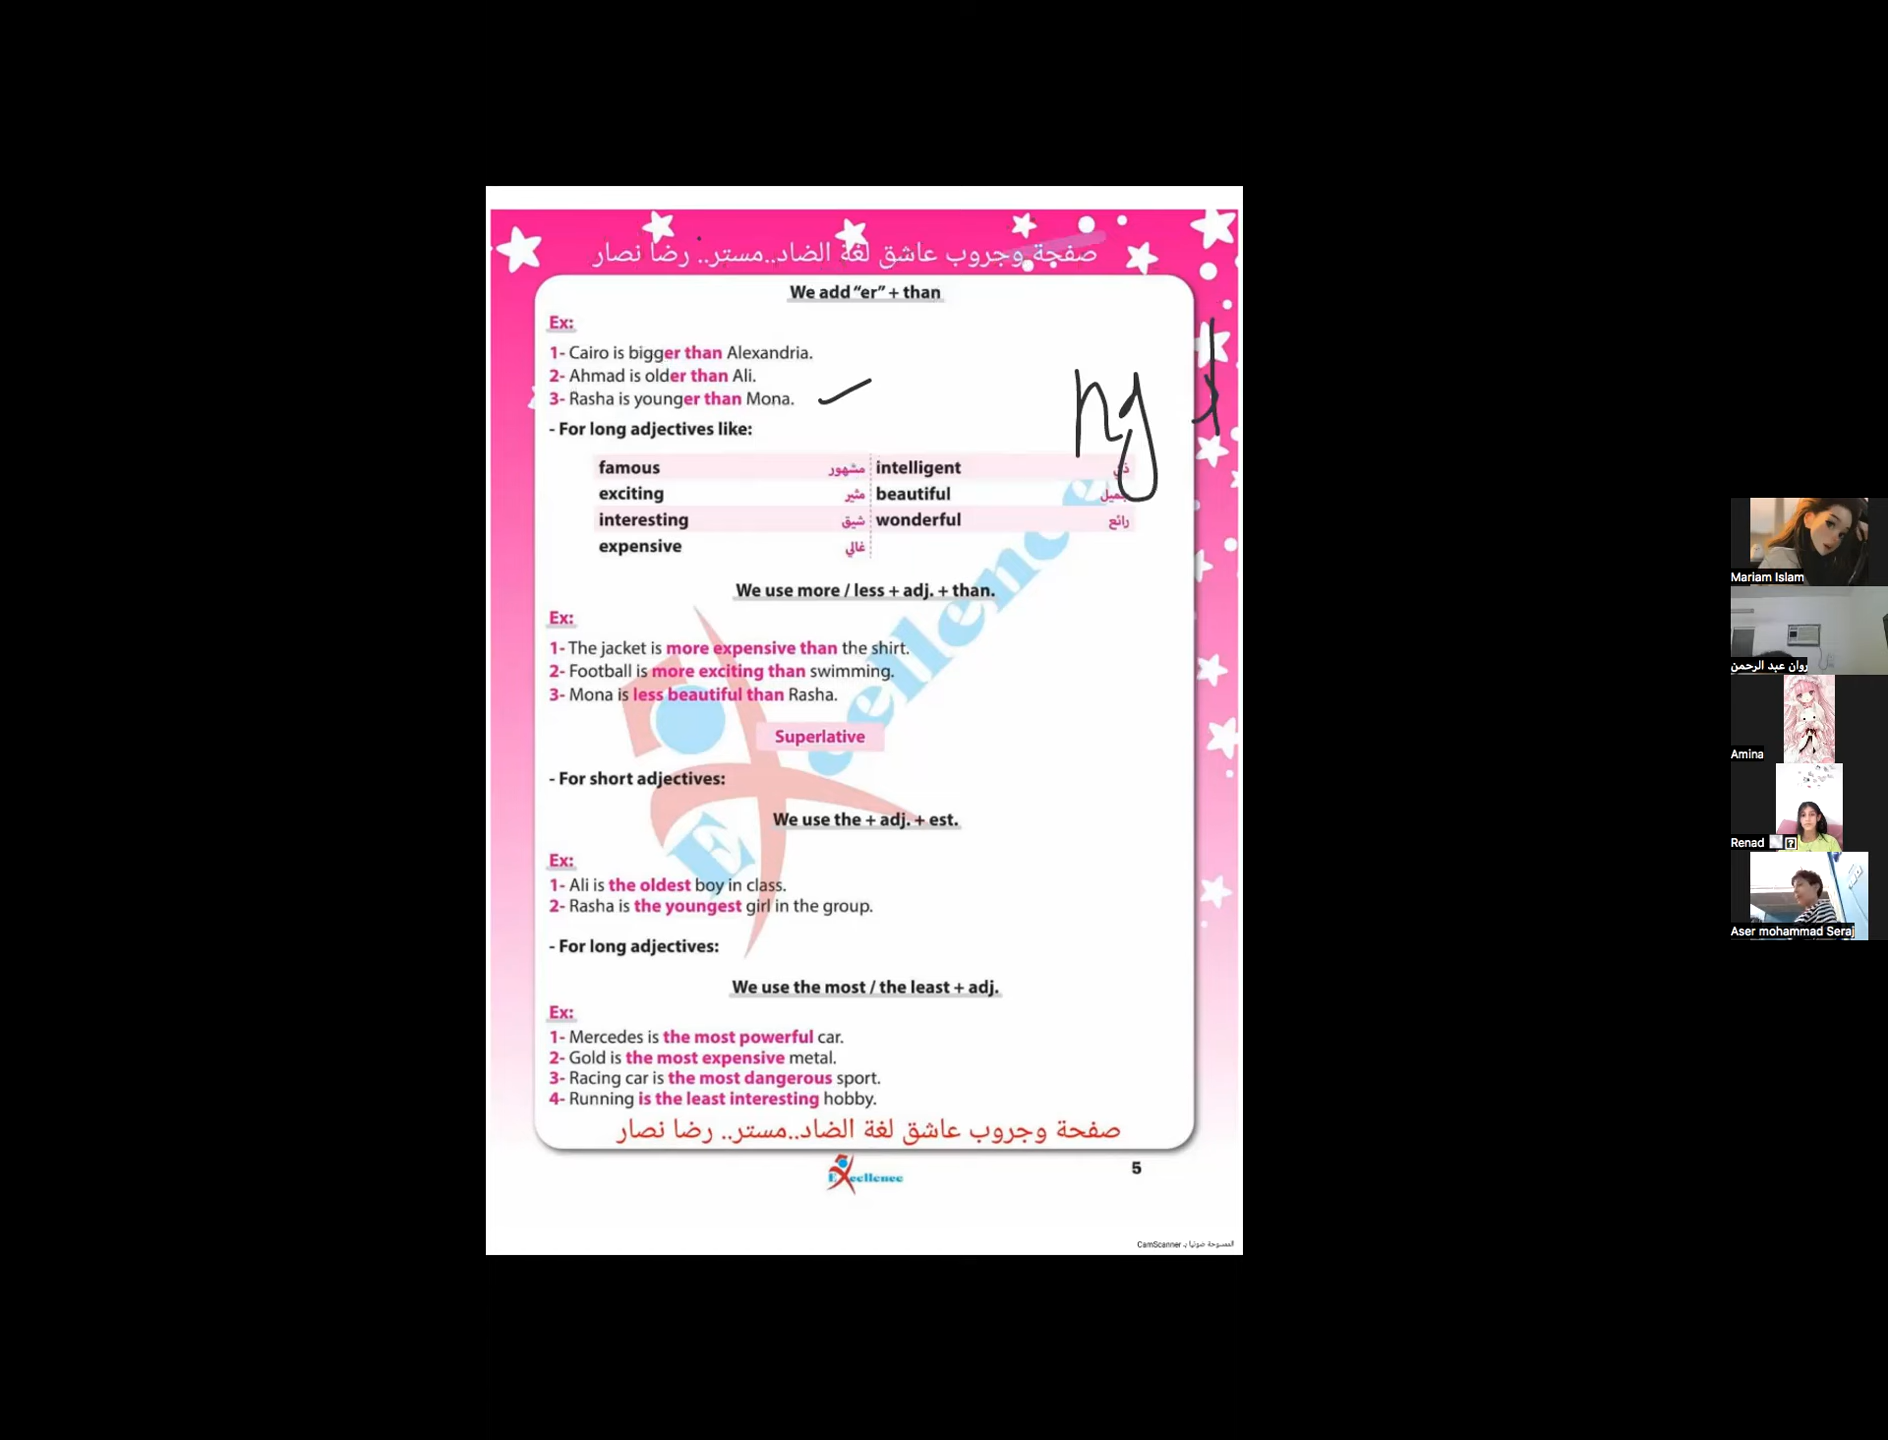 صفحة وجروب عاشق لغة الضاد..مستر.. رضا نصار
We add "er" + than
Ex:
1- Cairo is bigger than Alexandria.
2- Ahmad is older than Ali.
3- Rasha is younger than Mona.
- For long adjectives like:
famous مشهور intelligent
exciting مثير beautiful جميل
interesting شيق wonderful رائع
expensive غالي
We use more / less + adj. + than.
Ex:
1- The jacket is more expensive than the shirt.
2- Football is more exciting than swimming.
3- Mona is less beautiful than Rasha.
Superlative
- For short adjectives:
We use the + adj. + est.
Ex:
1- Ali is the oldest boy in class.
2- Rasha is the youngest girl in the group.
- For long adjectives:
We use the most / the least + adj.
Ex:
1- Mercedes is the most powerful car.
2- Gold is the most expensive metal.
3- Racing car is the most dangerous sport.
4- Running is the least interesting hobby.
صفحة وجروب عاشق لغة الضاد..مستر.. رضا نصار
Excellence
5
الممسوحة ضوئيا بـ CamScanner
ng
Excellence
Mariam Islam
روان عبد الرحمن
Amina
Renad
Aser mohammad Seraj